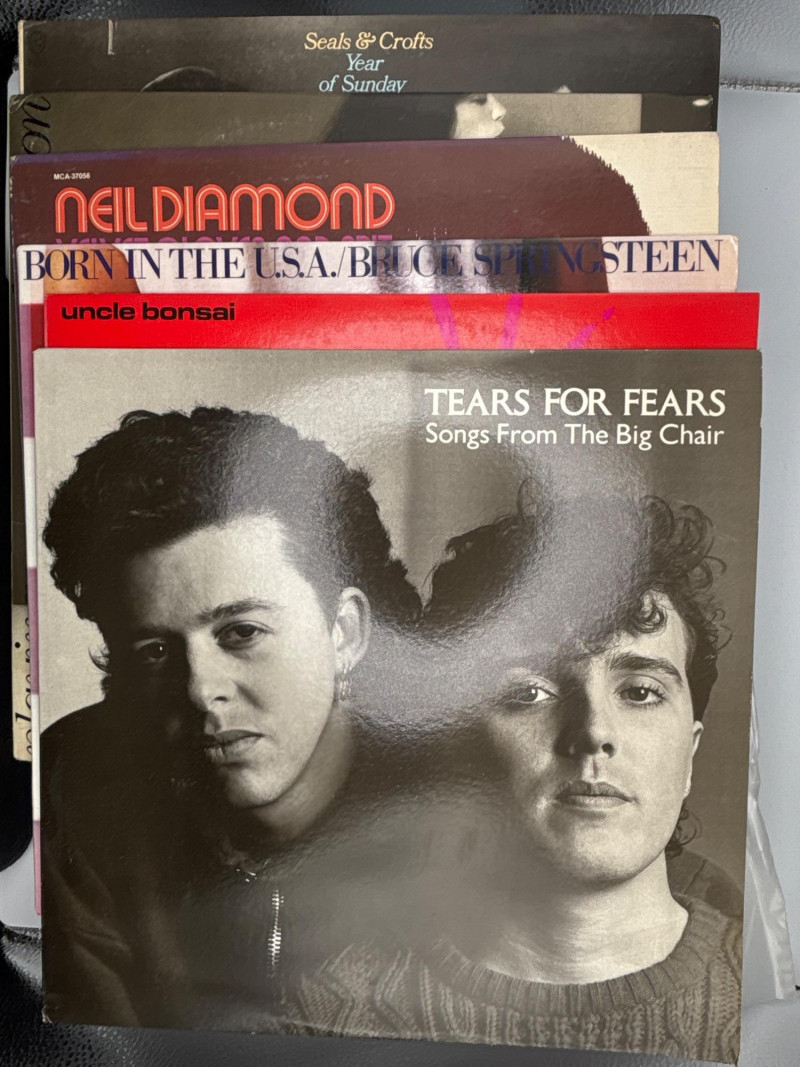 Seals & Crofts
Year
of Sunday
on
MCA-37056
NEIL DIAMOND
BORN IN THE U.S.A./BRUCE SPRINGSTEEN
uncle bonsai
TEARS FOR FEARS
Songs From The Big Chair